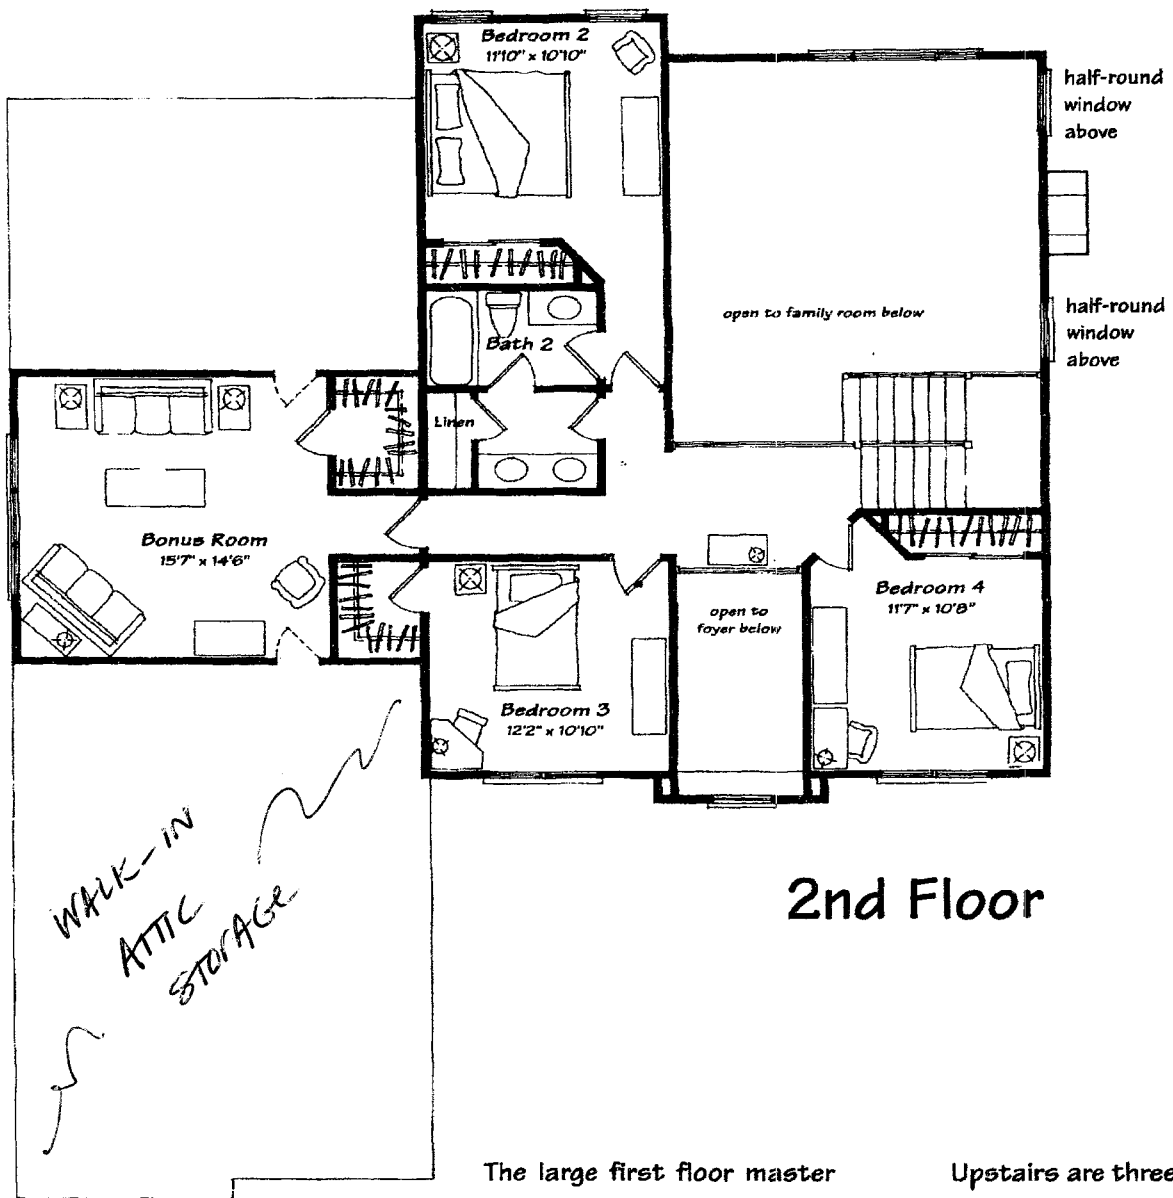 Bedroom 2
11'10" x 10'10"
half-round
window
above
open to family room below
half-round
window
above
Bath 2
Linen
Bonus Room
15'7" x 14'6"
Bedroom 4
11'7" x 10'8"
open to
foyer below
Bedroom 3
12'2" x 10'10"
WALK-IN
ATTIC
STORAGE
2nd Floor
The large first floor master
Upstairs are three